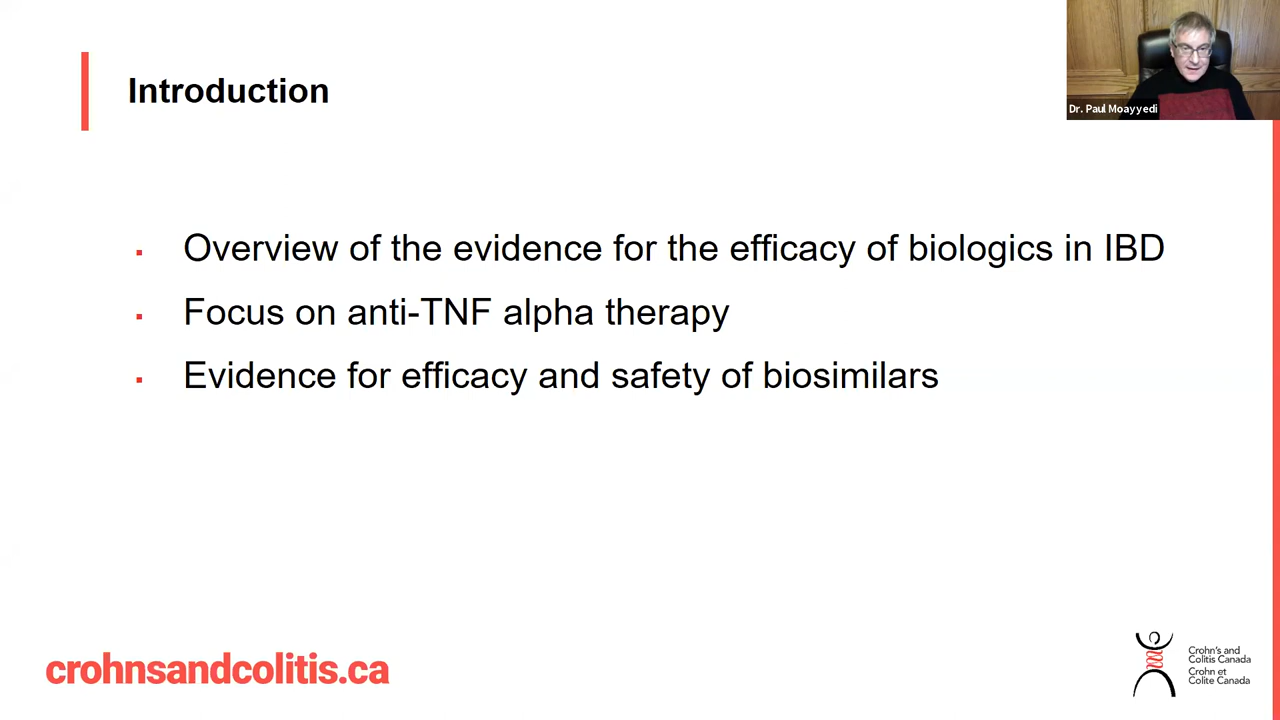 Introduction
Dr. Paul Moayyedi
Overview of the evidence for the efficacy of biologics in IBD
Focus on anti-TNF alpha therapy
Evidence for efficacy and safety of biosimilars
crohnsandcolitis.ca
Crohn's and
Colitis Canada
Crohn et
Colite Canada